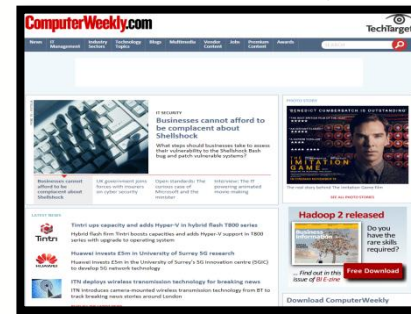 ComputerWeekly.com
TechTarget
News IT Management Industry Sectors Technology Topics Blogs Multimedia Vendor Content Jobs Premium Content Awards
IT SECURITY
Businesses cannot afford to
be complacent about
Shellshock
What steps should businesses take to assess
their vulnerability to the Shellshock Bash
bug and patch vulnerable systems?
PHOTO STORY
BENEDICT CUMBERBATCH IS OUTSTANDING
THE IMITATION
GAME
The real story behind The Imitation Game film
SEE ALL PHOTO STORIES
Businesses cannot
afford to be
complacent about
Shellshock
UK government joins
forces with insurers
on cyber security
Open standards: The
curious case of
Microsoft and the
minister
Interview: The IT
powering animated
movie-making
LATEST NEWS
Tintri
Tintri ups capacity and adds Hyper-V in hybrid flash T800 series
Hybrid flash firm Tintri boosts capacities and adds Hyper-V support in T800
series with upgrade to operating system
HUAWEI
Huawei invests £5m in University of Surrey 5G research
Huawei invests £5m in the University of Surrey's 5G Innovation Centre (5GIC)
to develop 5G network technology
ITN deploys wireless transmission technology for breaking news
ITN introduces camera-mounted wireless transmission technology from BT to
track breaking news stories around London
Hadoop 2 released
Business
Information
Do you
have the
rare skills
required?
... Find out in this
issue of BI E-zine
Free Download
Download ComputerWeekly